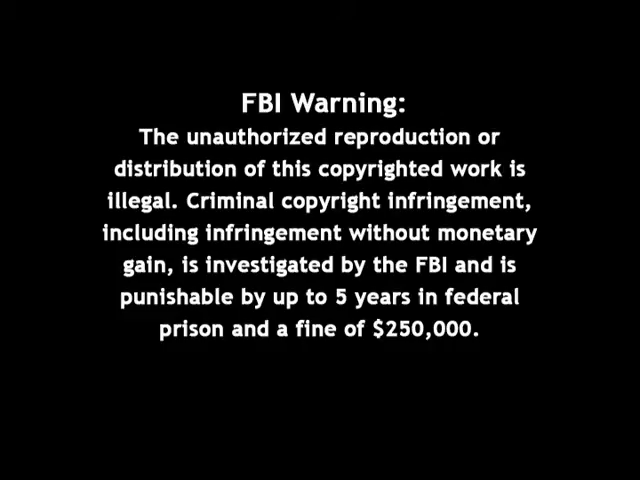 FBI Warning:
The unauthorized reproduction or
distribution of this copyrighted work is
illegal. Criminal copyright infringement,
including infringement without monetary
gain, is investigated by the FBI and is
punishable by up to 5 years in federal
prison and a fine of $250,000.